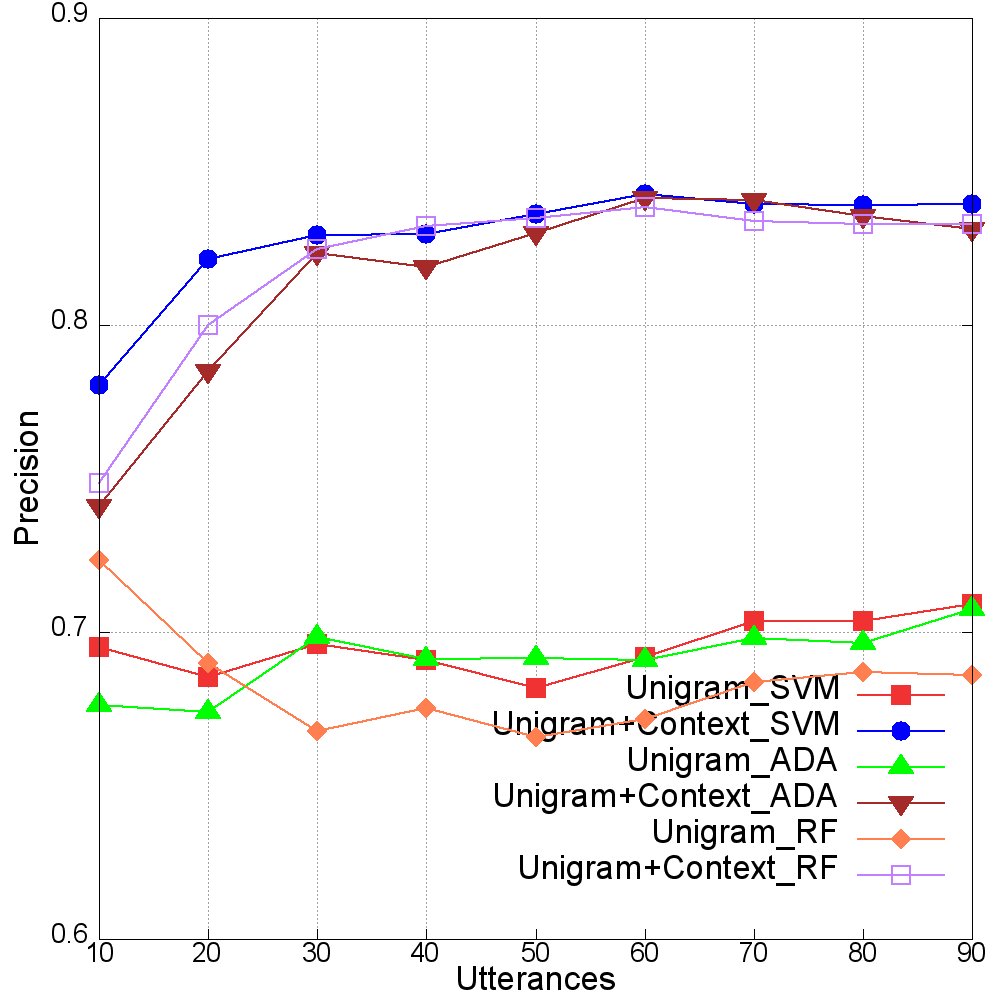 0.9
0.8
0.7
0.6
Precision
Unigram_SVM
Unigram+Context_SVM
Unigram_ADA
Unigram+Context_ADA
Unigram_RF
Unigram+Context_RF
10 20 30 40 50 60 70 80 90
Utterances